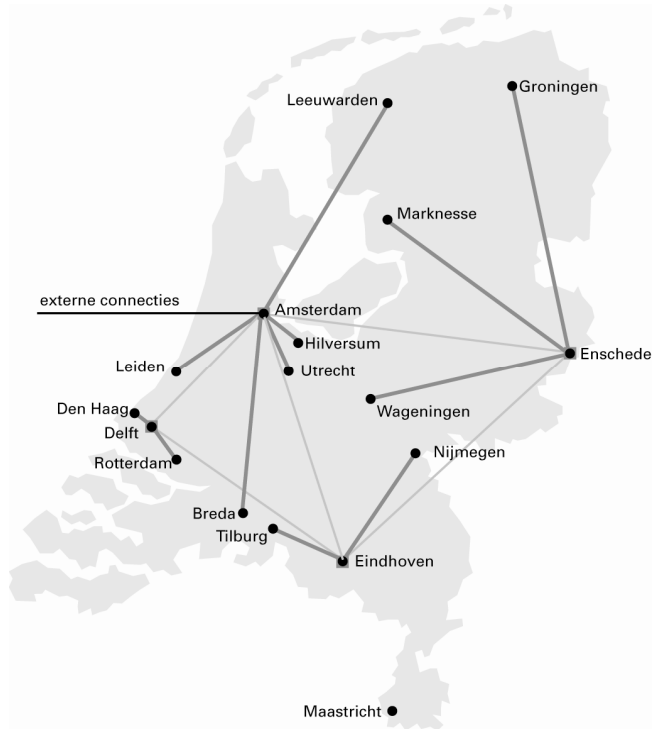 Groningen
Leeuwarden
Marknesse
externe connecties
Amsterdam
Hilversum
Enschede
Leiden
Utrecht
Den Haag
Wageningen
Delft
Nijmegen
Rotterdam
Breda
Tilburg
Eindhoven
Maastricht